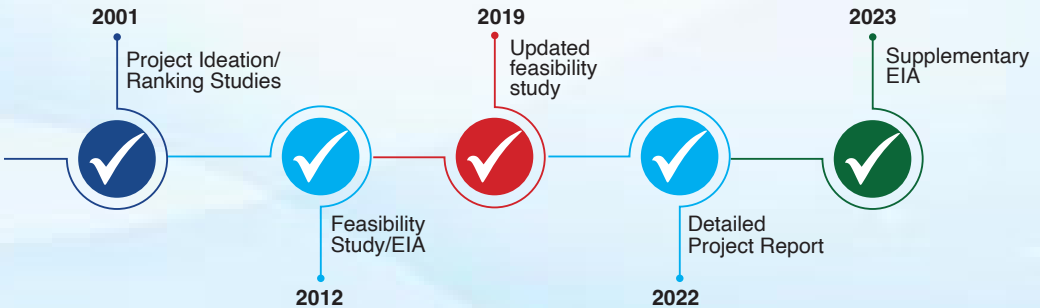 2001
Project Ideation/
Ranking Studies
Feasibility
Study/EIA
2012
2019
Updated
feasibility
study
Detailed
Project Report
2022
2023
Supplementary
EIA